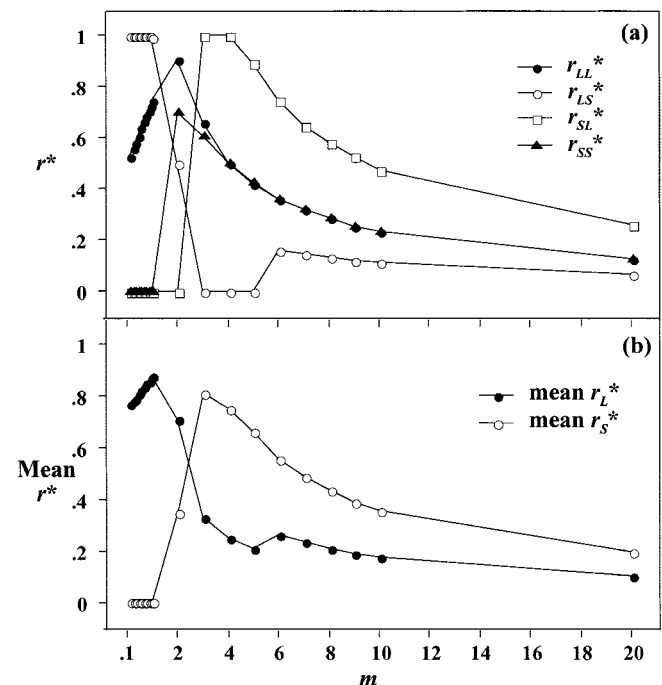 (a)
1
.8
.6
.4
.2
0
r*
r_LL*
r_LS*
r_SL*
r_SS*
(b)
1
.8
.6
.4
.2
0
Mean
r*
mean r_L*
mean r_S*
.1 2 4 6 8 10 12 14 16 18 20
m